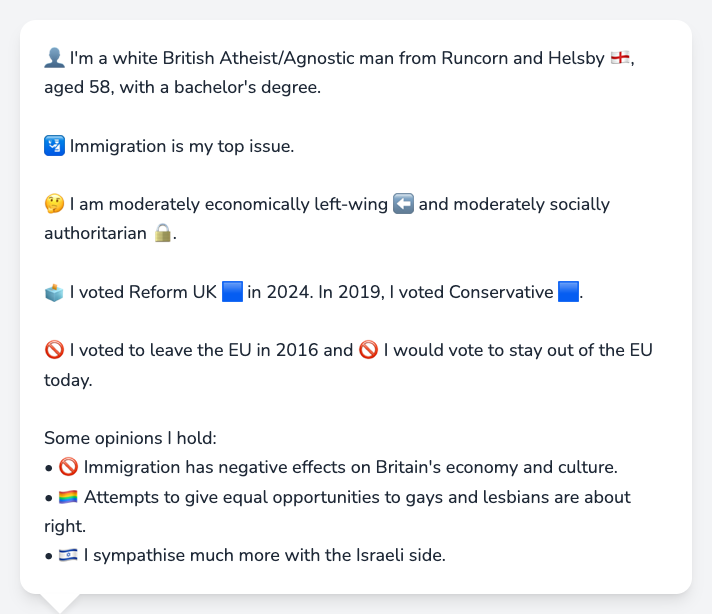 👤 I'm a white British Atheist/Agnostic man from Runcorn and Helsby 🏴󠁧󠁢󠁥󠁮󠁧󠁿,
aged 58, with a bachelor's degree.
🛂 Immigration is my top issue.
🤔 I am moderately economically left-wing ⬅️ and moderately socially
authoritarian 🔒.
🗳️ I voted Reform UK 🟦 in 2024. In 2019, I voted Conservative 🟦.
🚫 I voted to leave the EU in 2016 and 🚫 I would vote to stay out of the EU
today.
Some opinions I hold:
• 🚫 Immigration has negative effects on Britain's economy and culture.
• 🏳️‍🌈 Attempts to give equal opportunities to gays and lesbians are about
right.
• 🇮🇱 I sympathise much more with the Israeli side.